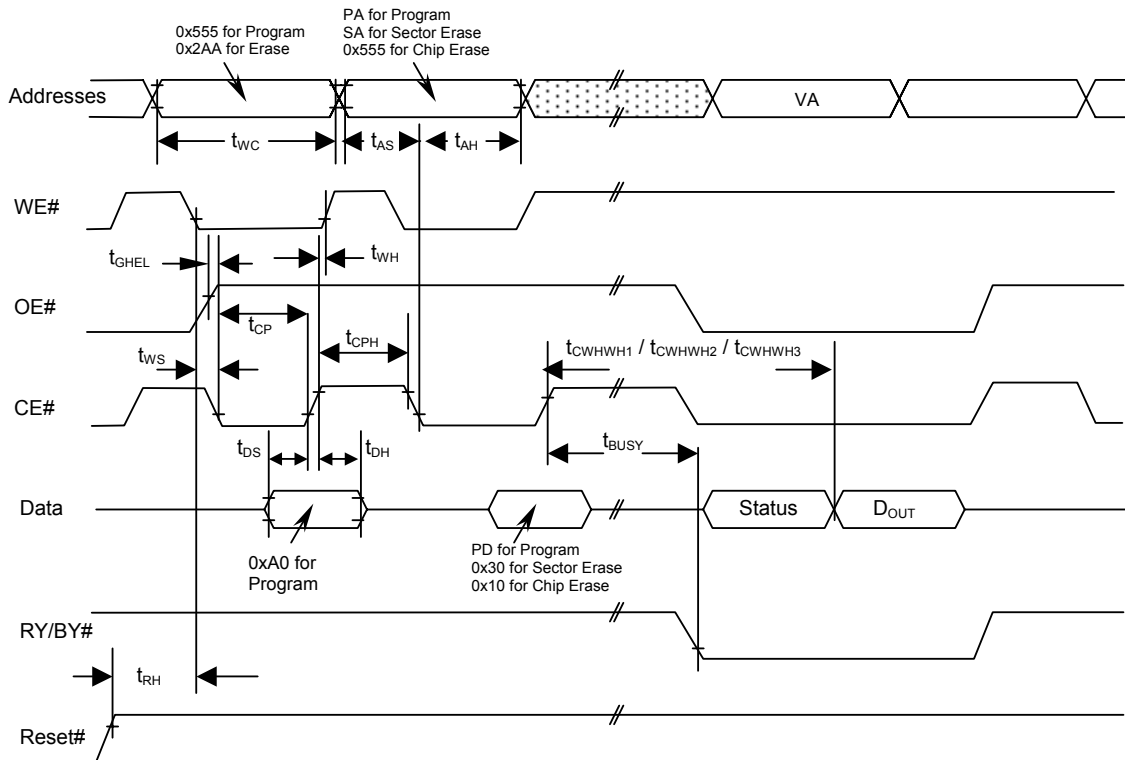 0x555 for Program
0x2AA for Erase
PA for Program
SA for Sector Erase
0x555 for Chip Erase
Addresses
VA
tWC
tAS
tAH
WE#
tGHEL
tWH
OE#
tCP
tCPH
tWS
tCWHWH1 / tCWHWH2 / tCWHWH3
CE#
tBUSY
tDS
tDH
Data
Status
DOUT
0xA0 for
Program
PD for Program
0x30 for Sector Erase
0x10 for Chip Erase
RY/BY#
tRH
Reset#